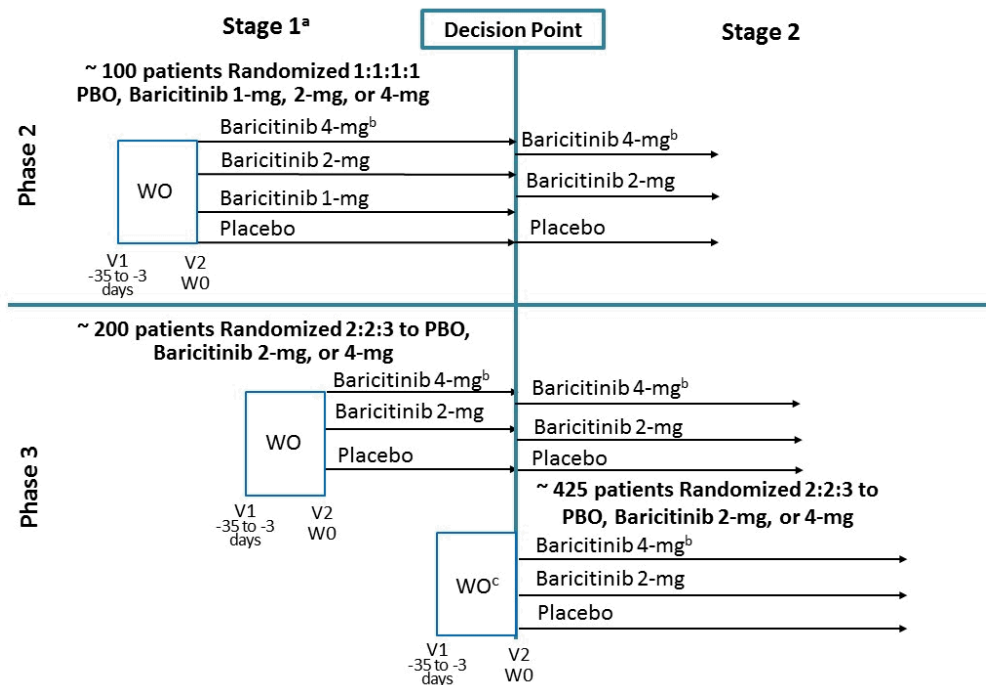 Stage 1ᵃ
Decision Point
Stage 2
Phase 2
~ 100 patients Randomized 1:1:1:1
PBO, Baricitinib 1-mg, 2-mg, or 4-mg
WO
Baricitinib 4-mgᵇ
Baricitinib 2-mg
Baricitinib 1-mg
Placebo
Baricitinib 4-mgᵇ
Baricitinib 2-mg
Placebo
V1
-35 to -3
days
V2
W0
Phase 3
~ 200 patients Randomized 2:2:3 to PBO,
Baricitinib 2-mg, or 4-mg
WO
Baricitinib 4-mgᵇ
Baricitinib 2-mg
Placebo
Baricitinib 4-mgᵇ
Baricitinib 2-mg
Placebo
V1
-35 to -3
days
V2
W0
~ 425 patients Randomized 2:2:3 to
PBO, Baricitinib 2-mg, or 4-mg
WOᶜ
Baricitinib 4-mgᵇ
Baricitinib 2-mg
Placebo
V1
-35 to -3
days
V2
W0